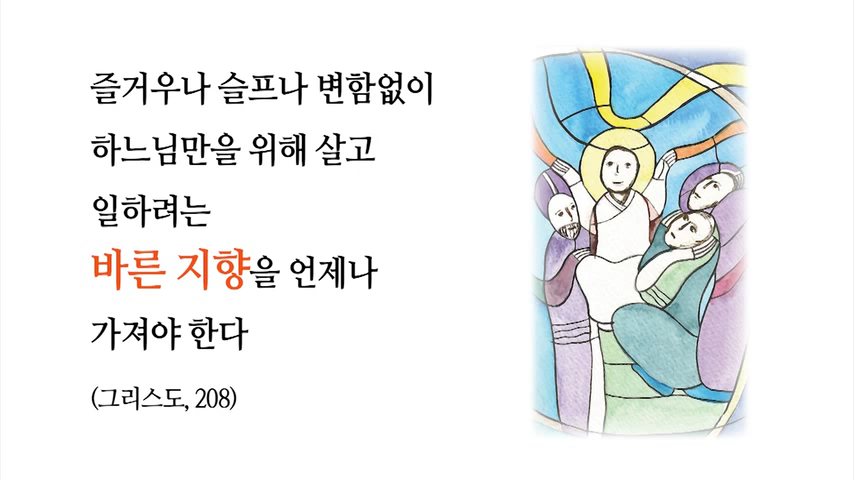 즐거우나 슬프나 변함없이
하느님만을 위해 살고
일하려는
바른 지향을 언제나
가져야 한다
(그리스도, 208)